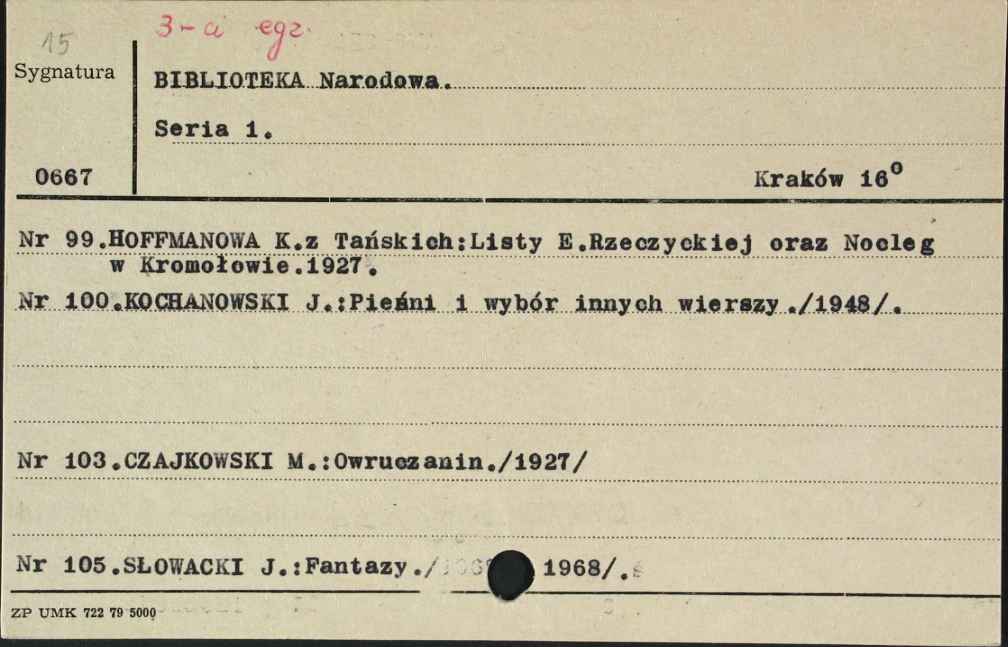 3-ci egz.
15
Sygnatura
BIBLIOTEKA Narodowa.
Seria 1.
0667
Kraków 16⁰
Nr 99.HOFFMANOWA K.z Tańskich:Listy E.Rzeczyckiej oraz Nocleg
w Kromołowie.1927.
Nr 100.KOCHANOWSKI J.:Pieśni i wybór innych wierszy./1948/.
Nr 103.CZAJKOWSKI M.:Owruczanin./1927/
Nr 105.SŁOWACKI J.:Fantazy./ 1968/.
ZP UMK 722 79 5000